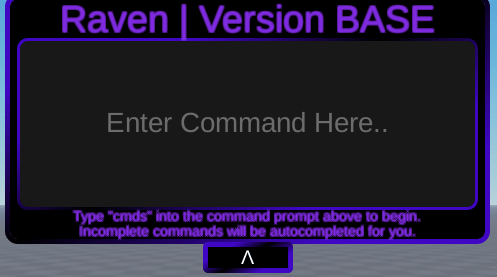 Raven | Version BASE
Enter Command Here..
Type "cmds" into the command prompt above to begin.
Incomplete commands will be autocompleted for you.
Λ